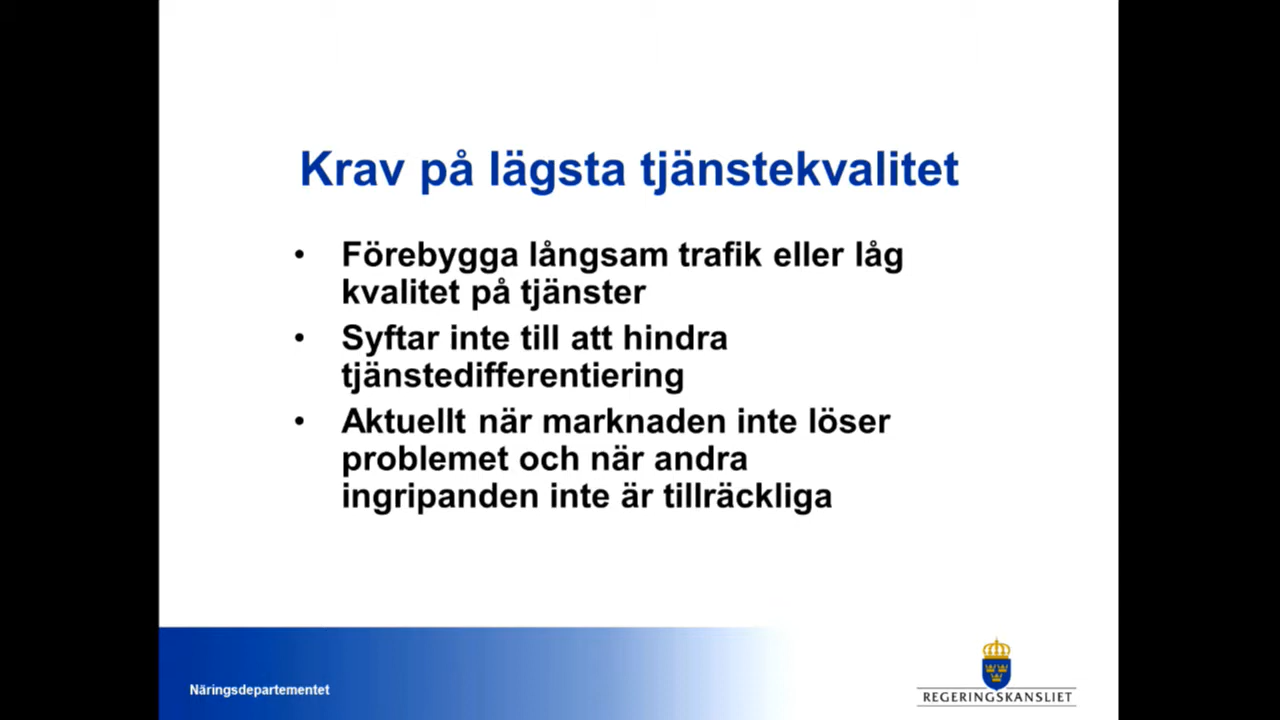 Krav på lägsta tjänstekvalitet
• Förebygga långsam trafik eller låg
kvalitet på tjänster
• Syftar inte till att hindra
tjänstedifferentiering
• Aktuellt när marknaden inte löser
problemet och när andra
ingripanden inte är tillräckliga
Näringsdepartementet
REGERINGSKANSLIET